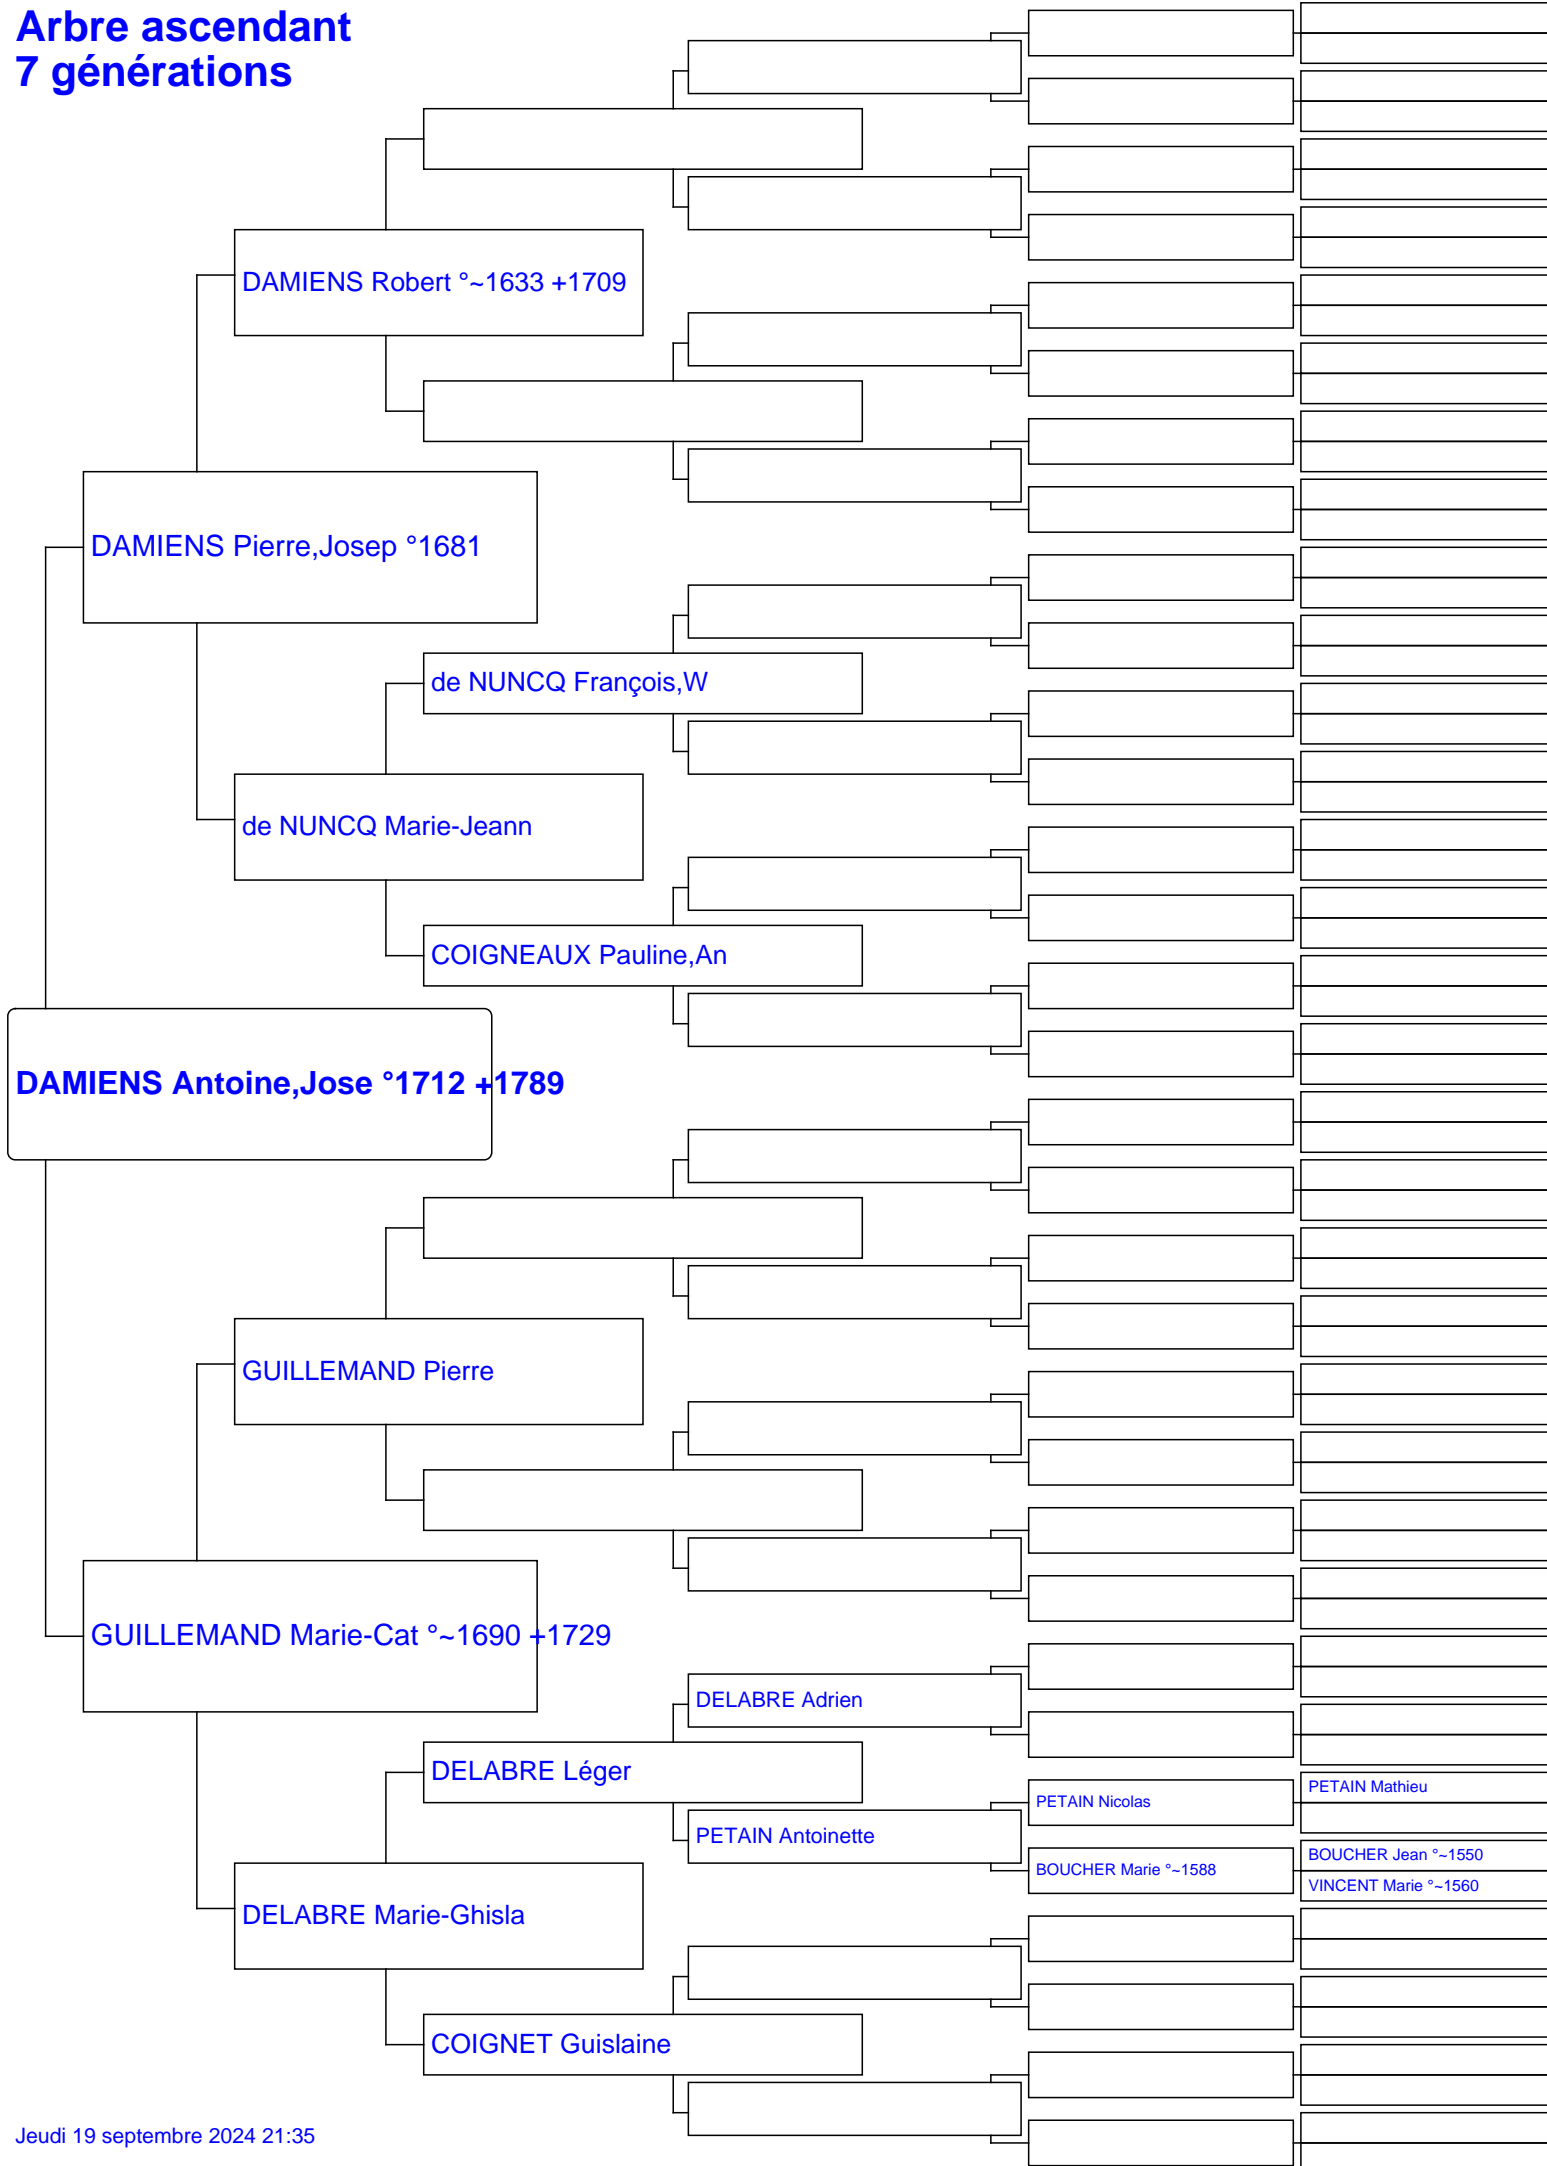 Arbre ascendant
7 générations
DAMIENS Robert °~1633 +1709
DAMIENS Pierre,Josep °1681
de NUNCQ François,W
de NUNCQ Marie-Jeann
COIGNEAUX Pauline,An
DAMIENS Antoine,Jose °1712 +1789
GUILLEMAND Pierre
GUILLEMAND Marie-Cat °~1690 +1729
DELABRE Adrien
DELABRE Léger
PETAIN Mathieu
PETAIN Nicolas
PETAIN Antoinette
BOUCHER Jean °~1550
BOUCHER Marie °~1588
VINCENT Marie °~1560
DELABRE Marie-Ghisla
COIGNET Guislaine
Jeudi 19 septembre 2024 21:35